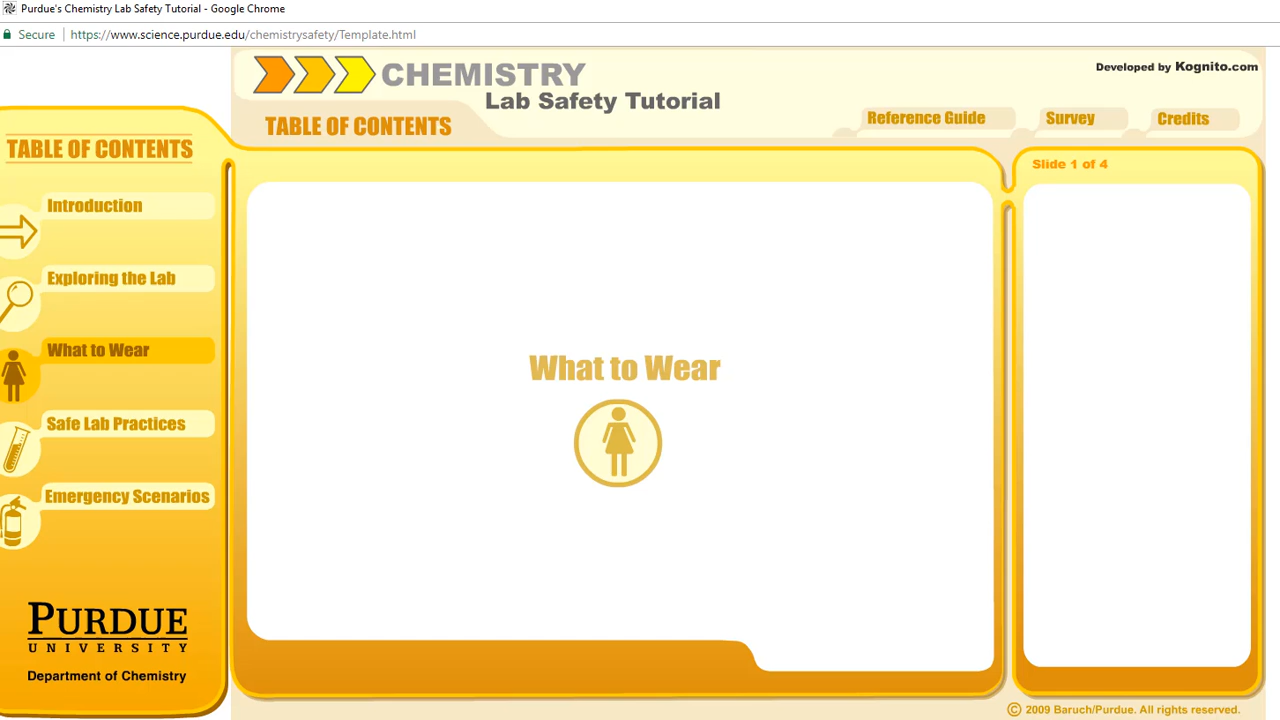 Purdue's Chemistry Lab Safety Tutorial - Google Chrome
Secure | https://www.science.purdue.edu/chemistrysafety/Template.html
CHEMISTRY
Lab Safety Tutorial
Developed by Kognito.com
TABLE OF CONTENTS
Reference Guide
Survey
Credits
TABLE OF CONTENTS
Introduction
Exploring the Lab
What to Wear
Safe Lab Practices
Emergency Scenarios
PURDUE
UNIVERSITY
Department of Chemistry
What to Wear
Slide 1 of 4
© 2009 Baruch/Purdue. All rights reserved.